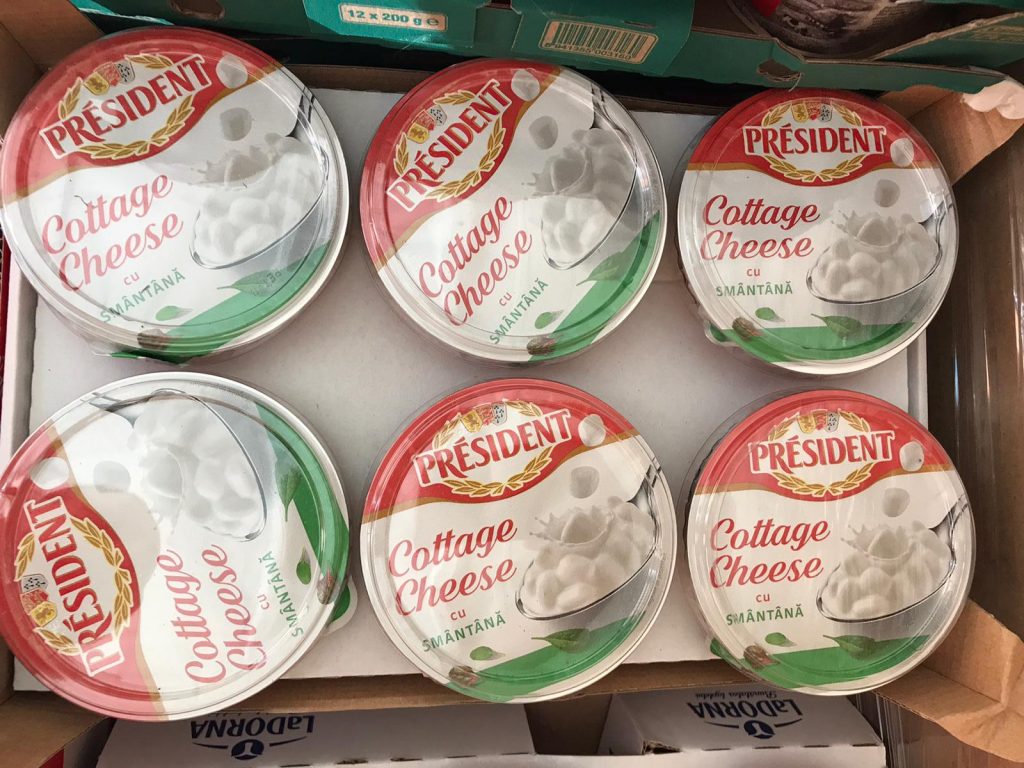 12 x 200 g e
PRÉSIDENT
Cottage
Cheese
cu
SMÂNTÂNĂ
PRÉSIDENT
Cottage
Cheese
cu
SMÂNTÂNĂ
PRÉSIDENT
Cottage
Cheese
cu
SMÂNTÂNĂ
PRÉSIDENT
Cottage
Cheese
cu
SMÂNTÂNĂ
PRÉSIDENT
Cottage
Cheese
cu
SMÂNTÂNĂ
PRÉSIDENT
Cottage
Cheese
cu
SMÂNTÂNĂ
LaDORNA
LaDORNA